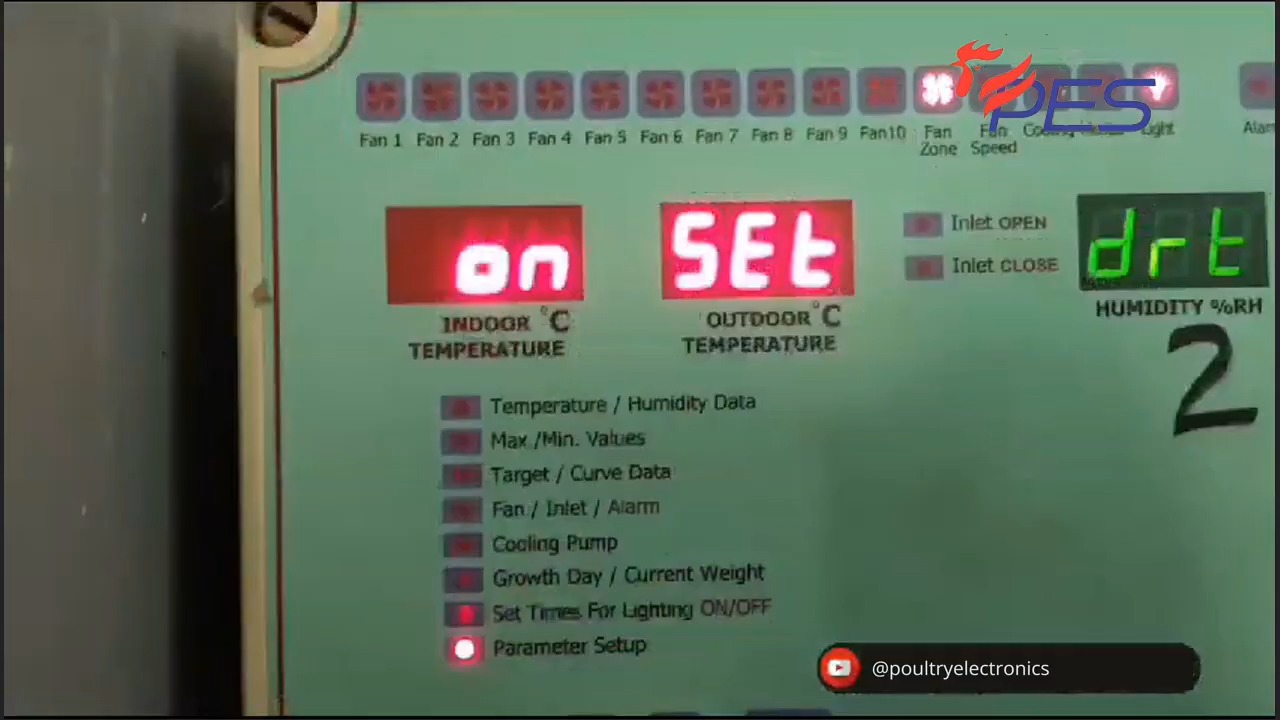 PES
Fan 1 Fan 2 Fan 3 Fan 4 Fan 5 Fan 6 Fan 7 Fan 8 Fan 9 Fan10 Fan Zone Fan Speed Light
on SEt drt
Inlet OPEN
Inlet CLOSE
INDOOR °C TEMPERATURE
OUTDOOR °C TEMPERATURE
HUMIDITY %RH
2
Temperature / Humidity Data
Max./Min. Values
Target / Curve Data
Fan / Inlet / Alarm
Cooling Pump
Growth Day / Current Weight
Set Times For Lighting ON/OFF
Parameter Setup
@poultryelectronics